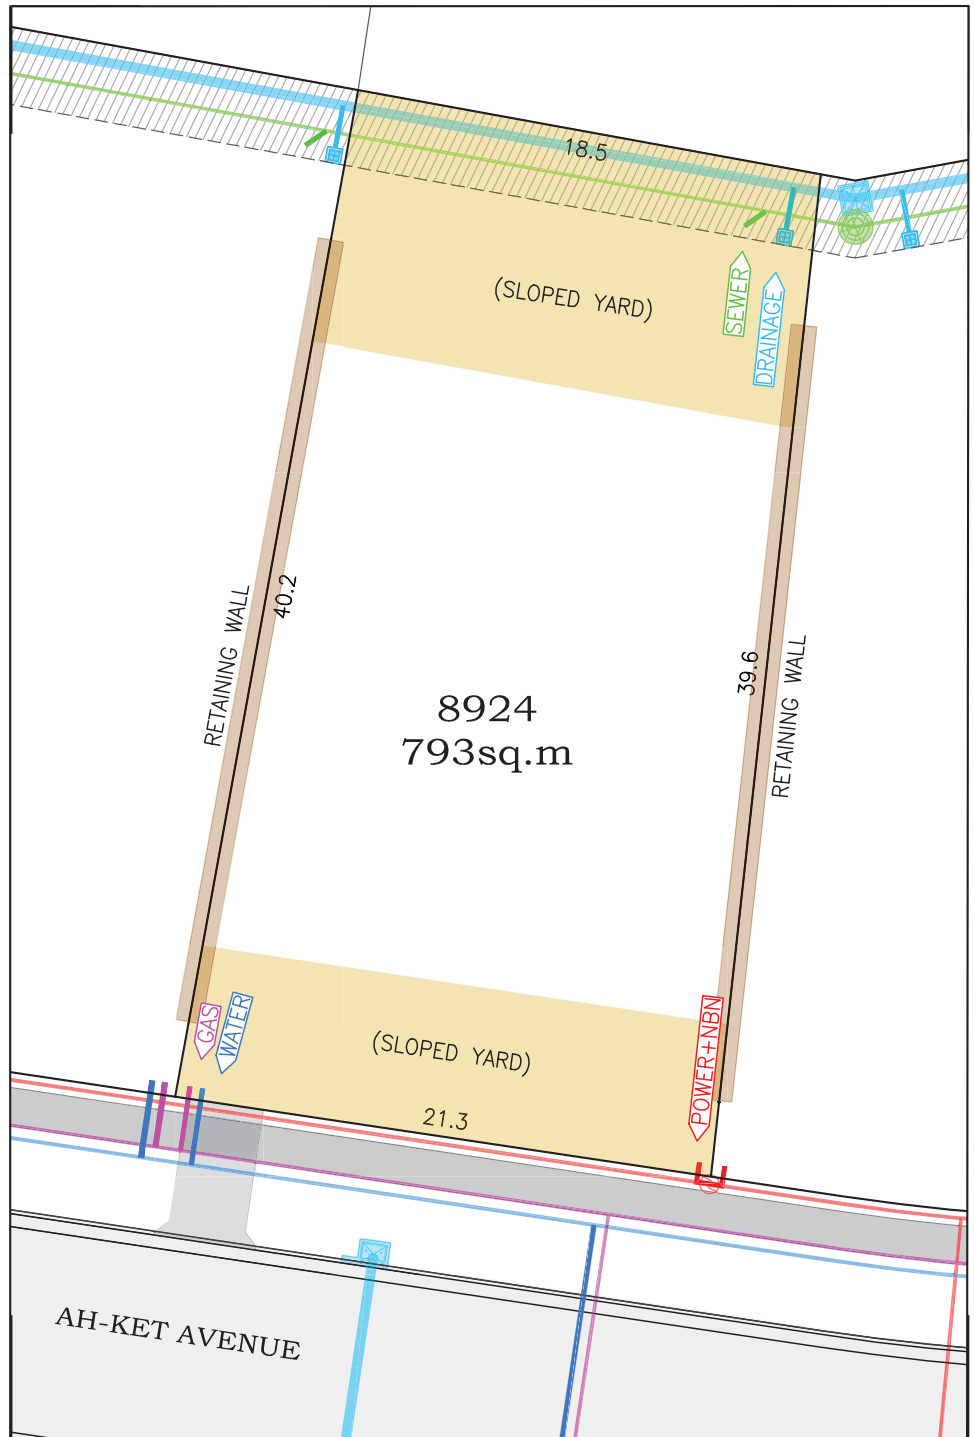 18.5
(SLOPED YARD)
SEWER
DRAINAGE
40.2
RETAINING WALL
39.6
RETAINING WALL
8924
793sq.m
GAS
WATER
(SLOPED YARD)
POWER+NBN
21.3
AH-KET AVENUE